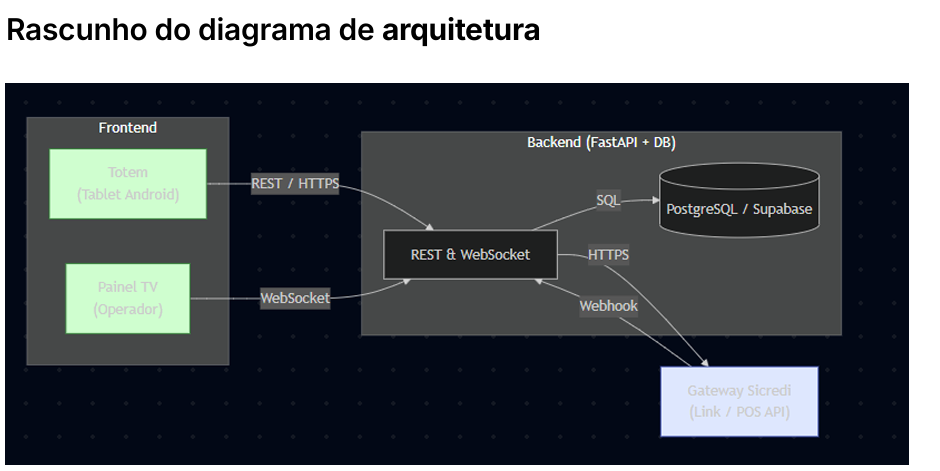 Rascunho do diagrama de arquitetura
Frontend
Totem
(Tablet Android)
Painel TV
(Operador)
REST / HTTPS
WebSocket
Backend (FastAPI + DB)
REST & WebSocket
SQL
PostgreSQL / Supabase
HTTPS
Webhook
Gateway Sicredi
(Link / POS API)